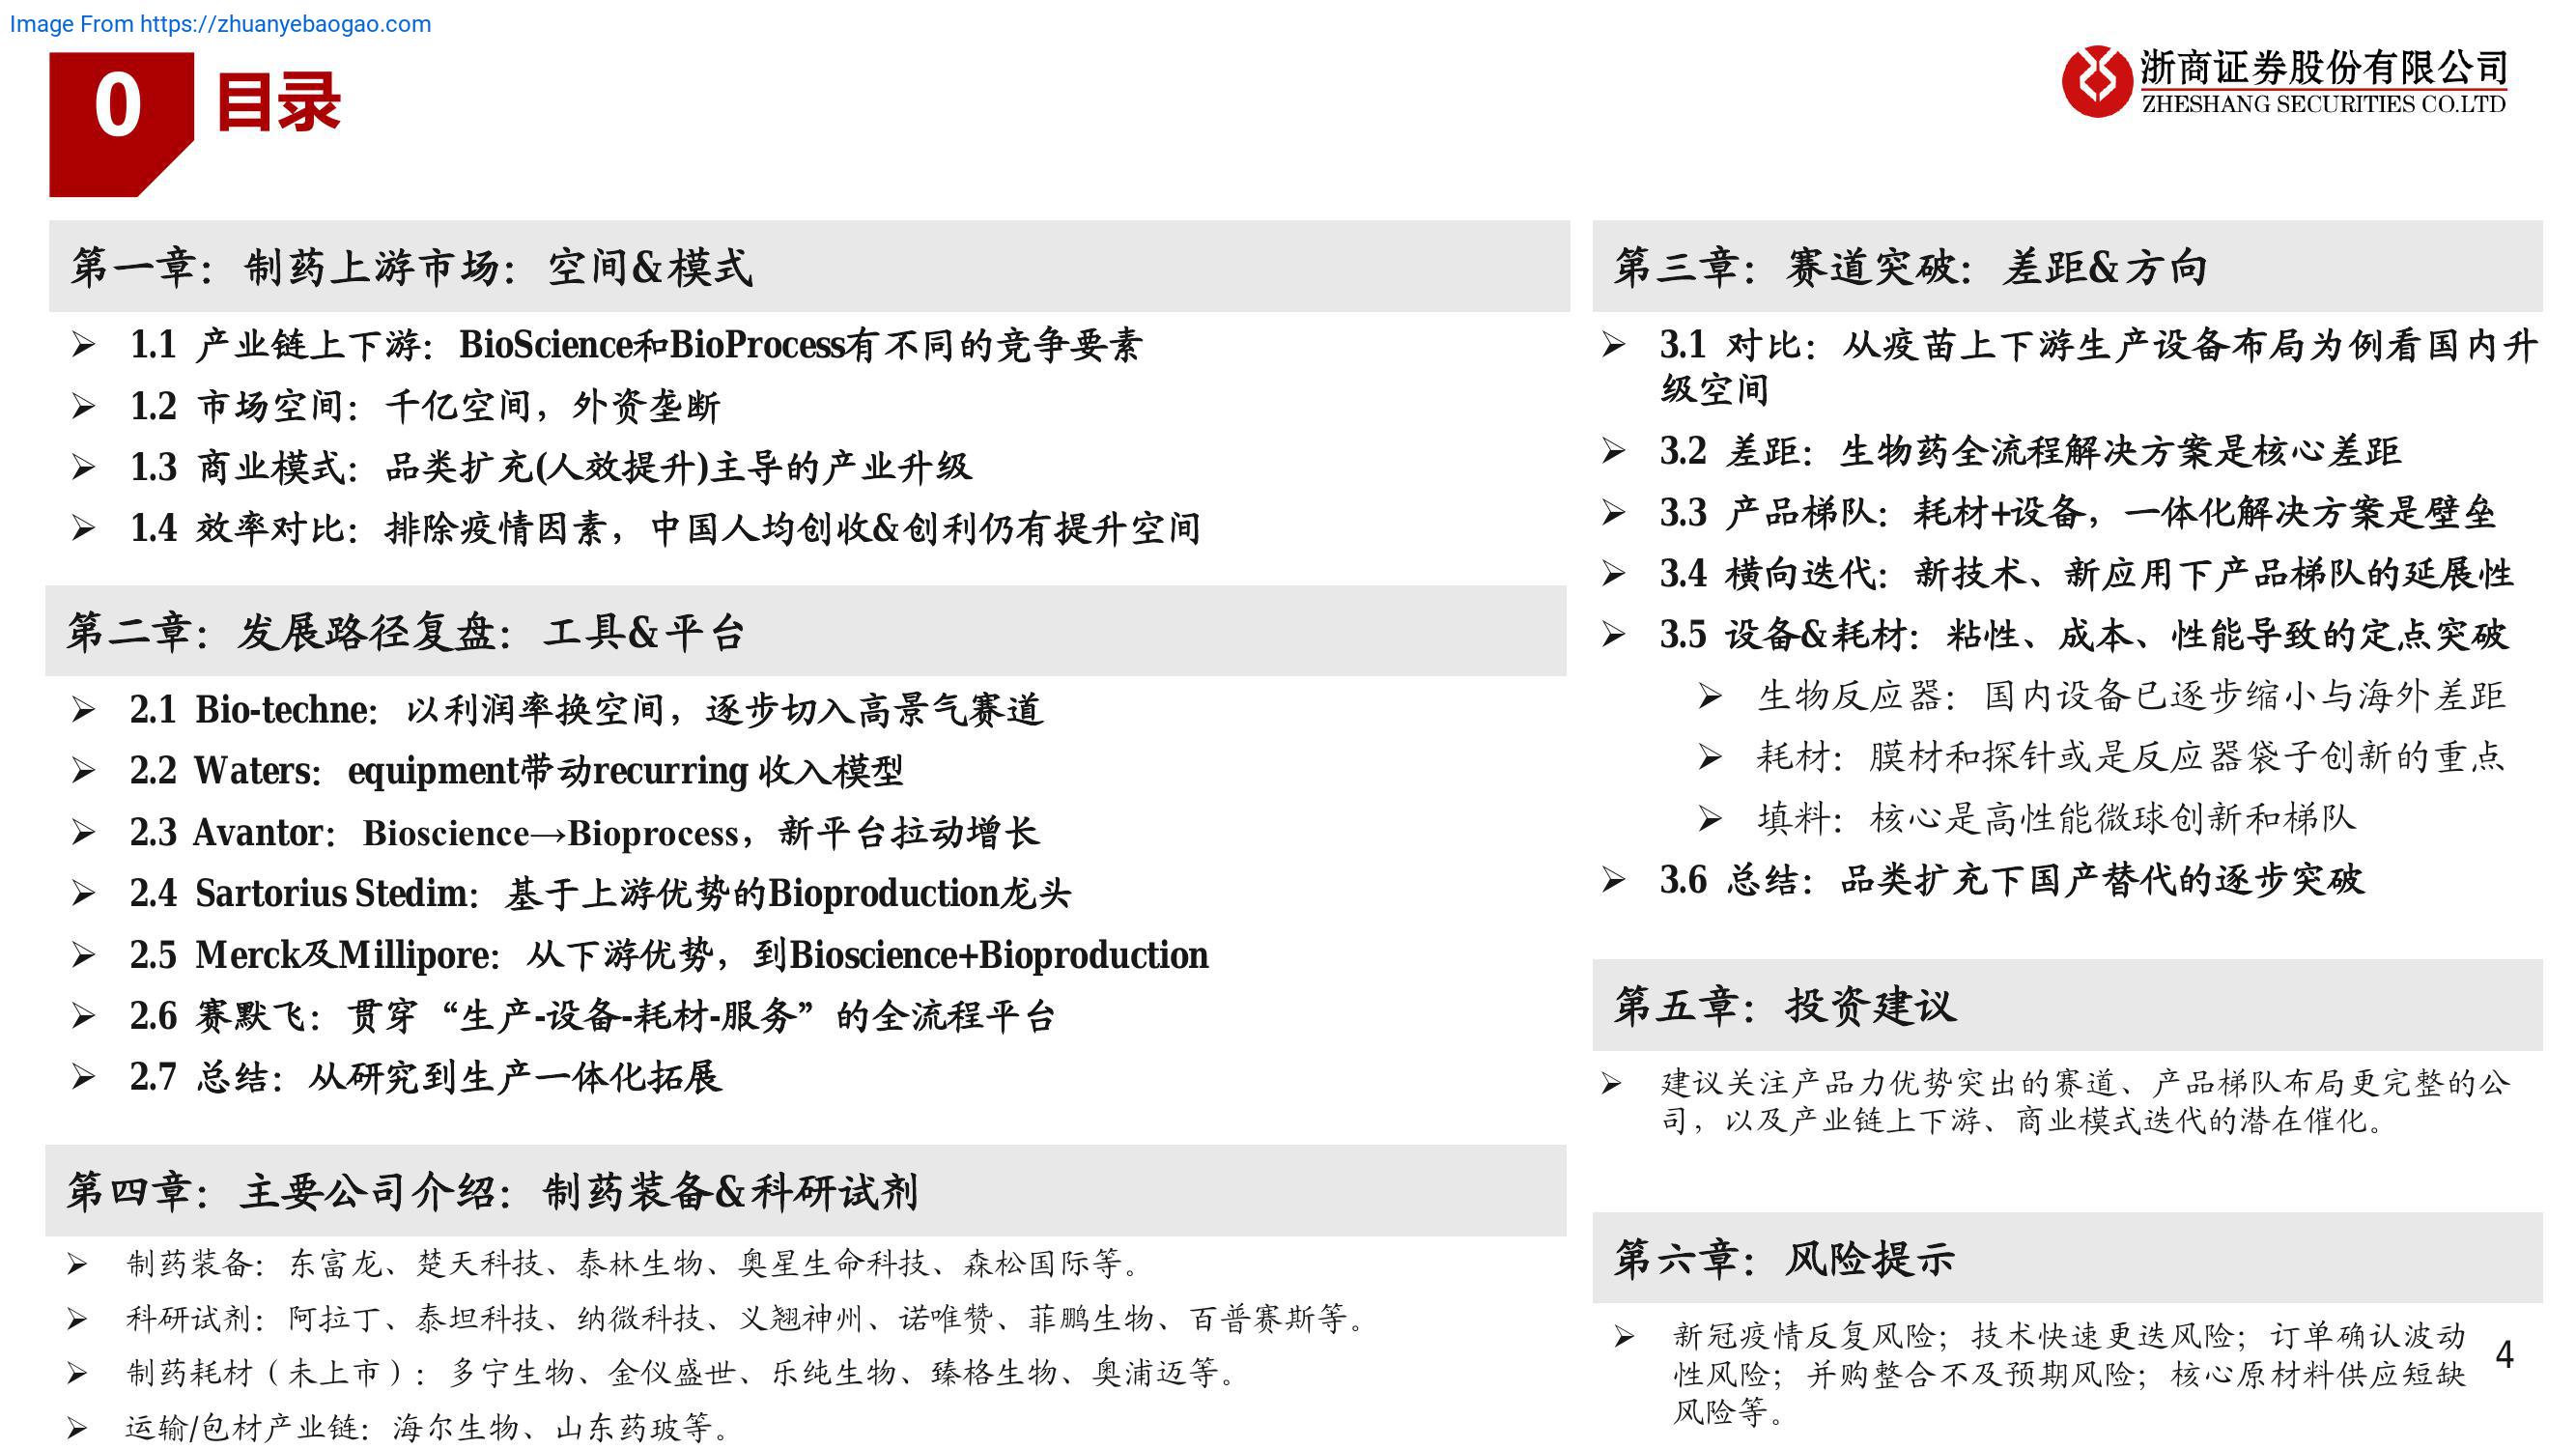 Image From https://zhuanyebaogao.com
0
目录
浙商证券股份有限公司
ZHESHANG SECURITIES CO.LTD
第一章：制药上游市场：空间&模式
➢ 1.1 产业链上下游：BioScience和BioProcess有不同的竞争要素
➢ 1.2 市场空间：千亿空间，外资垄断
➢ 1.3 商业模式：品类扩充(人效提升)主导的产业升级
➢ 1.4 效率对比：排除疫情因素，中国人均创收&创利仍有提升空间
第二章：发展路径复盘：工具&平台
➢ 2.1 Bio-techne：以利润率换空间，逐步切入高景气赛道
➢ 2.2 Waters：equipment带动recurring 收入模型
➢ 2.3 Avantor：Bioscience→Bioprocess，新平台拉动增长
➢ 2.4 Sartorius Stedim：基于上游优势的Bioproduction龙头
➢ 2.5 Merck及Millipore：从下游优势，到Bioscience+Bioproduction
➢ 2.6 赛默飞：贯穿“生产-设备-耗材-服务”的全流程平台
➢ 2.7 总结：从研究到生产一体化拓展
第四章：主要公司介绍：制药装备&科研试剂
➢ 制药装备：东富龙、楚天科技、泰林生物、奥星生命科技、森松国际等。
➢ 科研试剂：阿拉丁、泰坦科技、纳微科技、义翘神州、诺唯赞、菲鹏生物、百普赛斯等。
➢ 制药耗材（未上市）：多宁生物、金仪盛世、乐纯生物、臻格生物、奥浦迈等。
➢ 运输/包材产业链：海尔生物、山东药玻等。
第三章：赛道突破：差距&方向
➢ 3.1 对比：从疫苗上下游生产设备布局为例看国内升
级空间
➢ 3.2 差距：生物药全流程解决方案是核心差距
➢ 3.3 产品梯队：耗材+设备，一体化解决方案是壁垒
➢ 3.4 横向迭代：新技术、新应用下产品梯队的延展性
➢ 3.5 设备&耗材：粘性、成本、性能导致的定点突破
➢ 生物反应器：国内设备已逐步缩小与海外差距
➢ 耗材：膜材和探针或是反应器袋子创新的重点
➢ 填料：核心是高性能微球创新和梯队
➢ 3.6 总结：品类扩充下国产替代的逐步突破
第五章：投资建议
➢ 建议关注产品力优势突出的赛道、产品梯队布局更完整的公
司，以及产业链上下游、商业模式迭代的潜在催化。
第六章：风险提示
➢ 新冠疫情反复风险；技术快速更迭风险；订单确认波动
性风险；并购整合不及预期风险；核心原材料供应短缺
风险等。
4